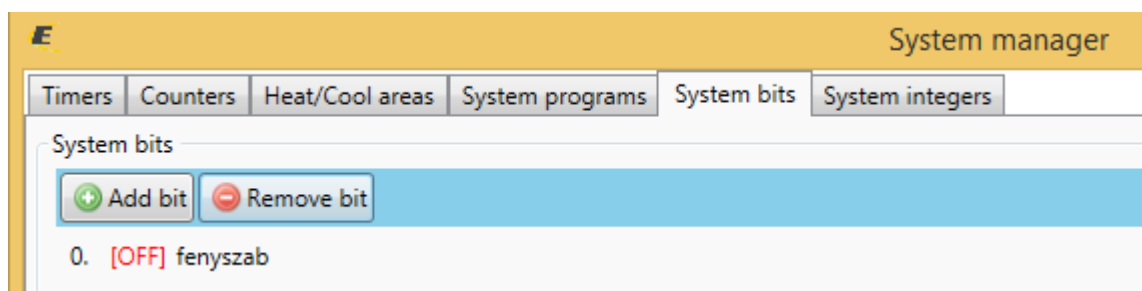 E
System manager
Timers Counters Heat/Cool areas System programs System bits System integers
System bits
Add bit Remove bit
0. [OFF] fenyszab